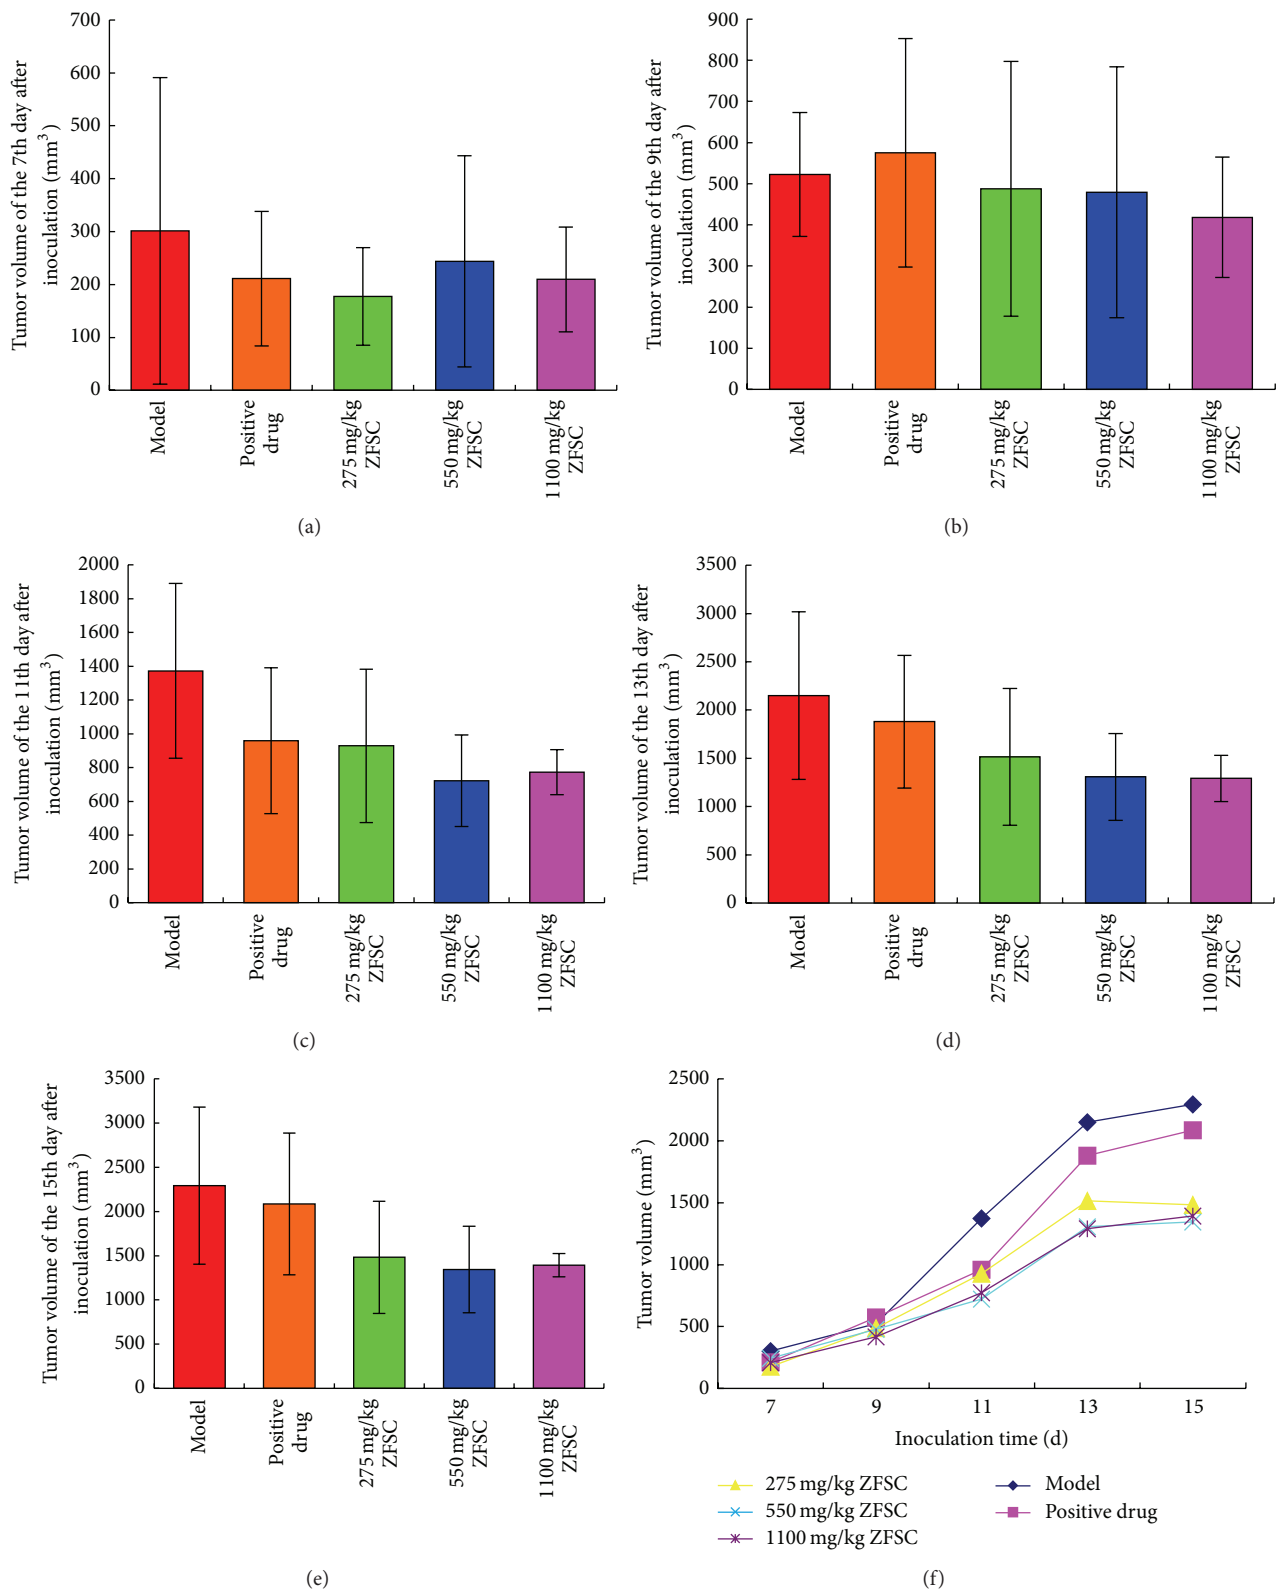 Tumor volume of the 7th day after
inoculation (mm³)
700
600
500
400
300
200
100
0
Model
Positive
drug
275 mg/kg
ZFSC
550 mg/kg
ZFSC
1100 mg/kg
ZFSC
(a)
Tumor volume of the 9th day after
inoculation (mm³)
900
800
700
600
500
400
300
200
100
0
Model
Positive
drug
275 mg/kg
ZFSC
550 mg/kg
ZFSC
1100 mg/kg
ZFSC
(b)
Tumor volume of the 11th day after
inoculation (mm³)
2000
1800
1600
1400
1200
1000
800
600
400
200
0
Model
Positive
drug
275 mg/kg
ZFSC
550 mg/kg
ZFSC
1100 mg/kg
ZFSC
(c)
Tumor volume of the 13th day after
inoculation (mm³)
3500
3000
2500
2000
1500
1000
500
0
Model
Positive
drug
275 mg/kg
ZFSC
550 mg/kg
ZFSC
1100 mg/kg
ZFSC
(d)
Tumor volume of the 15th day after
inoculation (mm³)
3500
3000
2500
2000
1500
1000
500
0
Model
Positive
drug
275 mg/kg
ZFSC
550 mg/kg
ZFSC
1100 mg/kg
ZFSC
(e)
Tumor volume (mm³)
2500
2000
1500
1000
500
0
7 9 11 13 15
Inoculation time (d)
275 mg/kg ZFSC
550 mg/kg ZFSC
1100 mg/kg ZFSC
Model
Positive drug
(f)